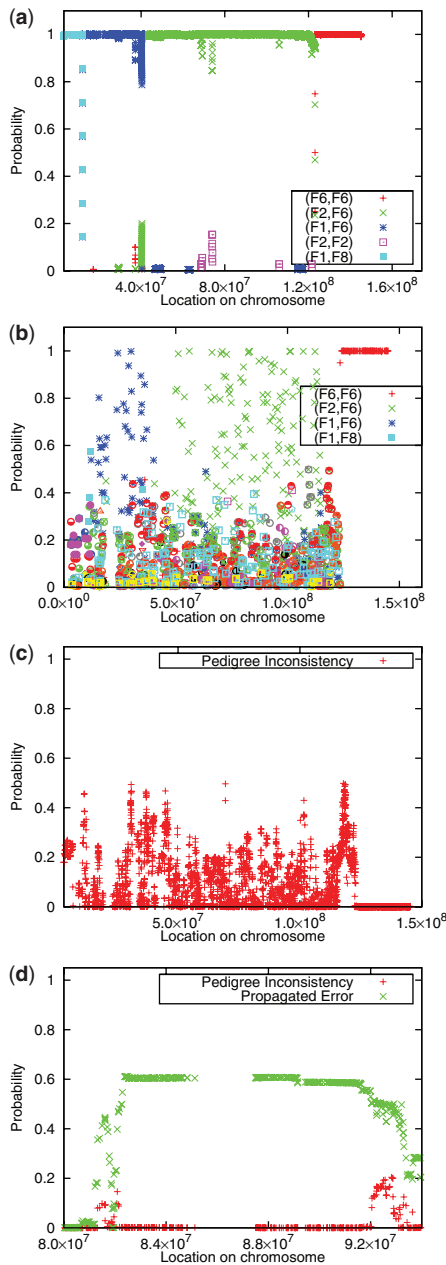 (a)
1
0.8
0.6
0.4
0.2
0
Probability
(F6,F6)
(F2,F6)
(F1,F6)
(F2,F2)
(F1,F8)
4.0×10⁷ 8.0×10⁷ 1.2×10⁸ 1.6×10⁸
Location on chromosome
(b)
1
0.8
0.6
0.4
0.2
0
Probability
(F6,F6)
(F2,F6)
(F1,F6)
(F1,F8)
0.0×10⁰ 5.0×10⁷ 1.0×10⁸ 1.5×10⁸
Location on chromosome
(c)
Pedigree Inconsistency
1
0.8
0.6
0.4
0.2
0
Probability
5.0×10⁷ 1.0×10⁸ 1.5×10⁸
Location on chromosome
(d)
Pedigree Inconsistency
Propagated Error
1
0.8
0.6
0.4
0.2
0
Probability
8.0×10⁷ 8.4×10⁷ 8.8×10⁷ 9.2×10⁷
Location on chromosome